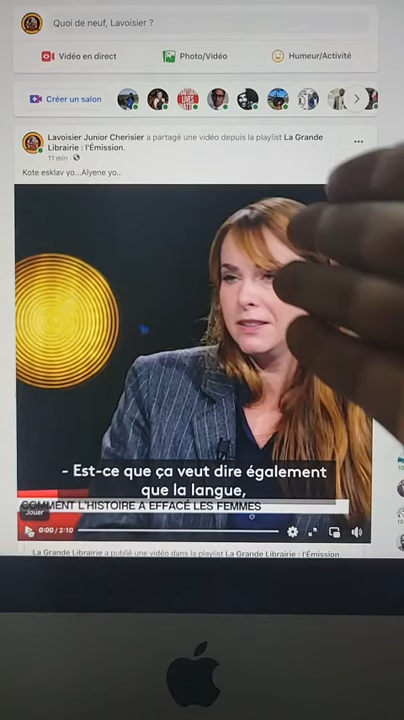 Quoi de neuf, Lavoisier ?
Vidéo en direct
Photo/Vidéo
Humeur/Activité
Créer un salon
Lavoisier Junior Cherisier a partagé une vidéo depuis la playlist La Grande
Librairie : l'Émission.
11 min
Kote esklav yo...Alyene yo..
- Est-ce que ça veut dire également
que la langue,
COMMENT L'HISTOIRE A EFFACÉ LES FEMMES
Jouer
0:00 / 2:10
La Grande Librairie a publié une vidéo dans la playlist La Grande Librairie : l'Émission.